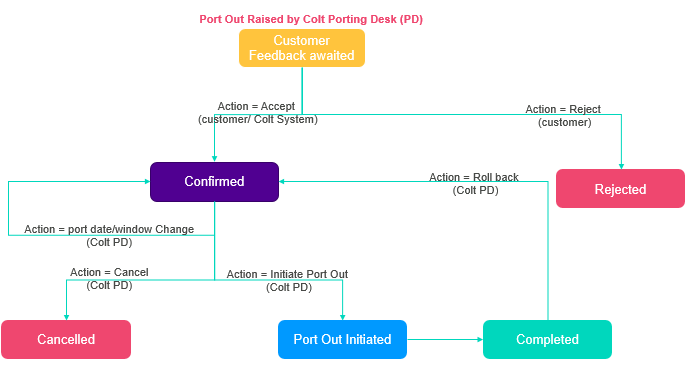 Port Out Raised by Colt Porting Desk (PD)
Customer
Feedback awaited
Action = Accept
(customer/ Colt System)
Action = Reject
(customer)
Confirmed
Action = Roll back
(Colt PD)
Rejected
Action = port date/window Change
(Colt PD)
Action = Cancel
(Colt PD)
Action = Initiate Port Out
(Colt PD)
Cancelled
Port Out Initiated
Completed